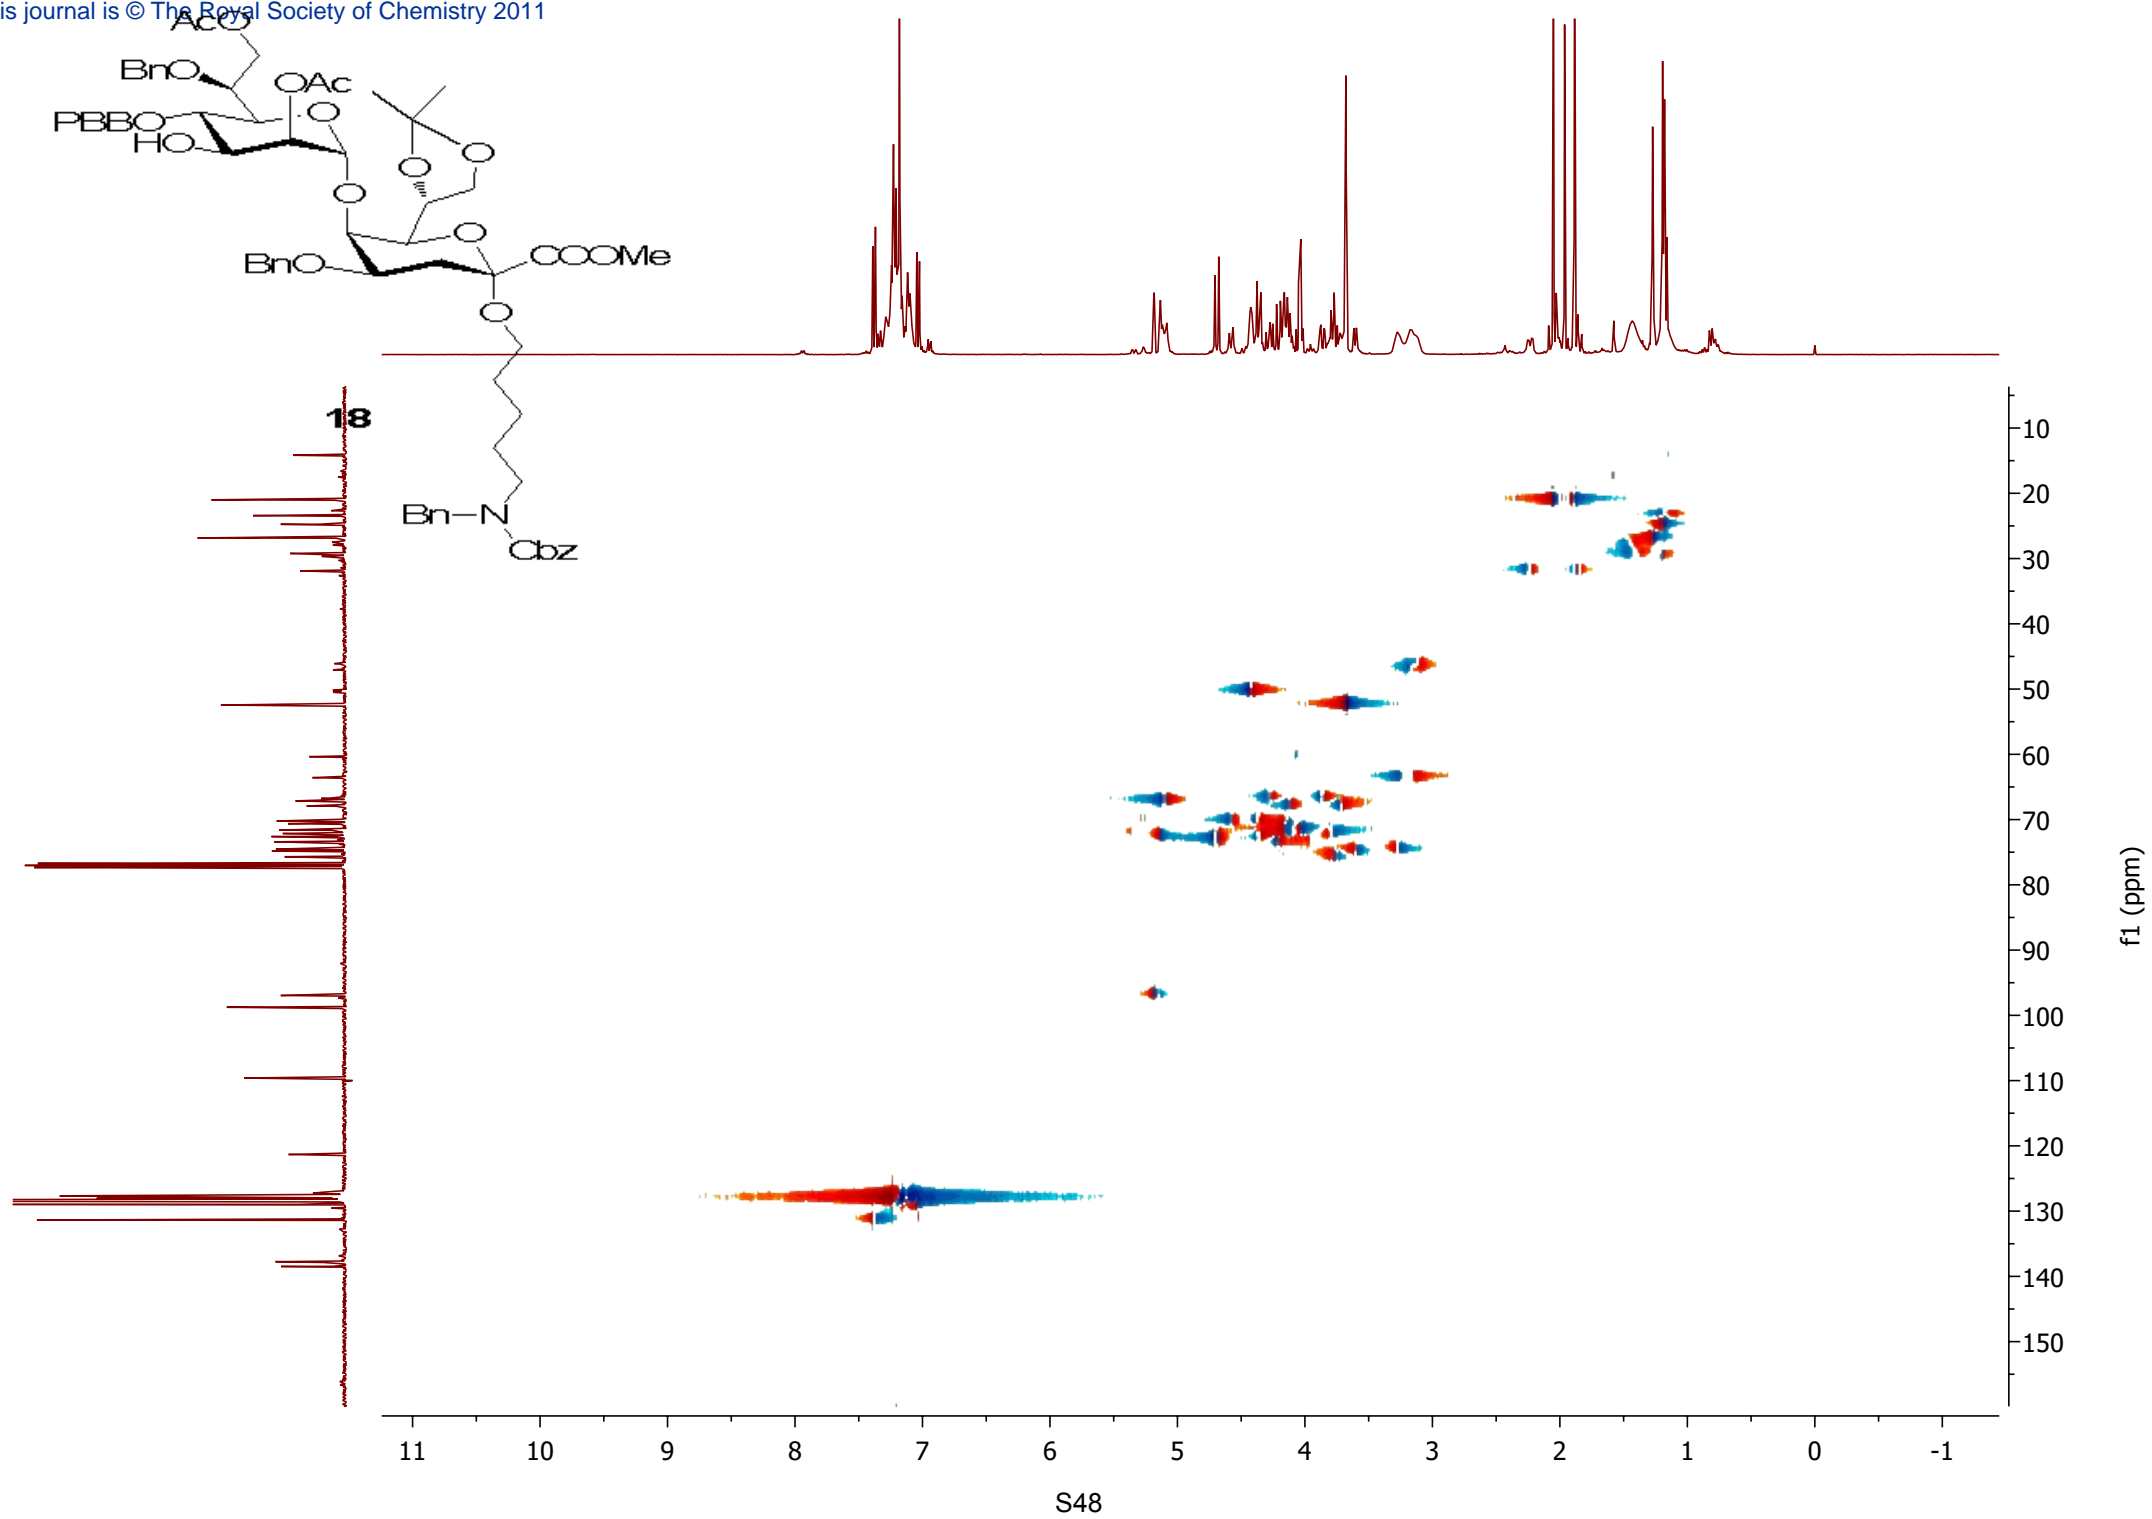 is journal is © The Royal Society of Chemistry 2011
AcO
BnO
OAc
O
PBBO
HO
O
O
O
O
BnO
COOMe
O
18
Bn
N
Cbz
10
20
30
40
50
60
70
80
90
100
110
120
130
140
150
f1 (ppm)
11 10 9 8 7 6 5 4 3 2 1 0 -1
S48